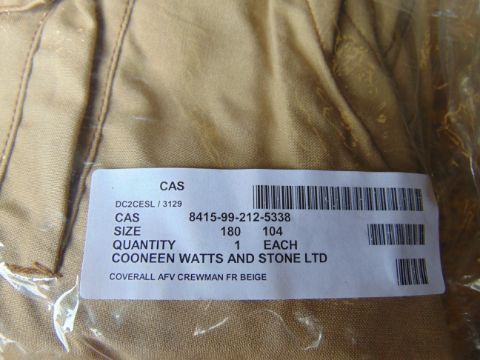 CAS
DC2CESL / 3129
CAS 8415-99-212-5338
SIZE 180 104
QUANTITY 1 EACH
COONEEN WATTS AND STONE LTD
COVERALL AFV CREWMAN FR BEIGE